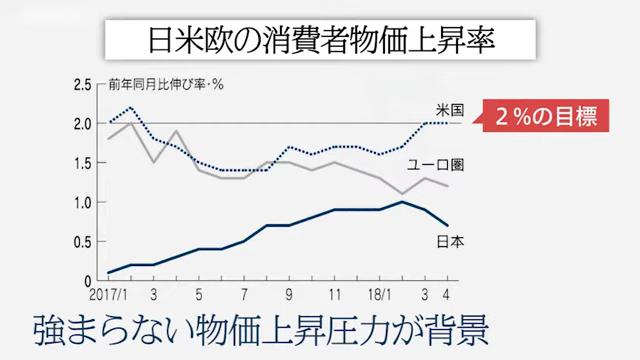 日米欧の消費者物価上昇率
2.5 前年同月比伸び率・%
米国
2%の目標
2.0
ユーロ圏
1.5
1.0
日本
0.5
0
2017/1 3 5 7 9 11 18/1 3 4
強まらない物価上昇圧力が背景